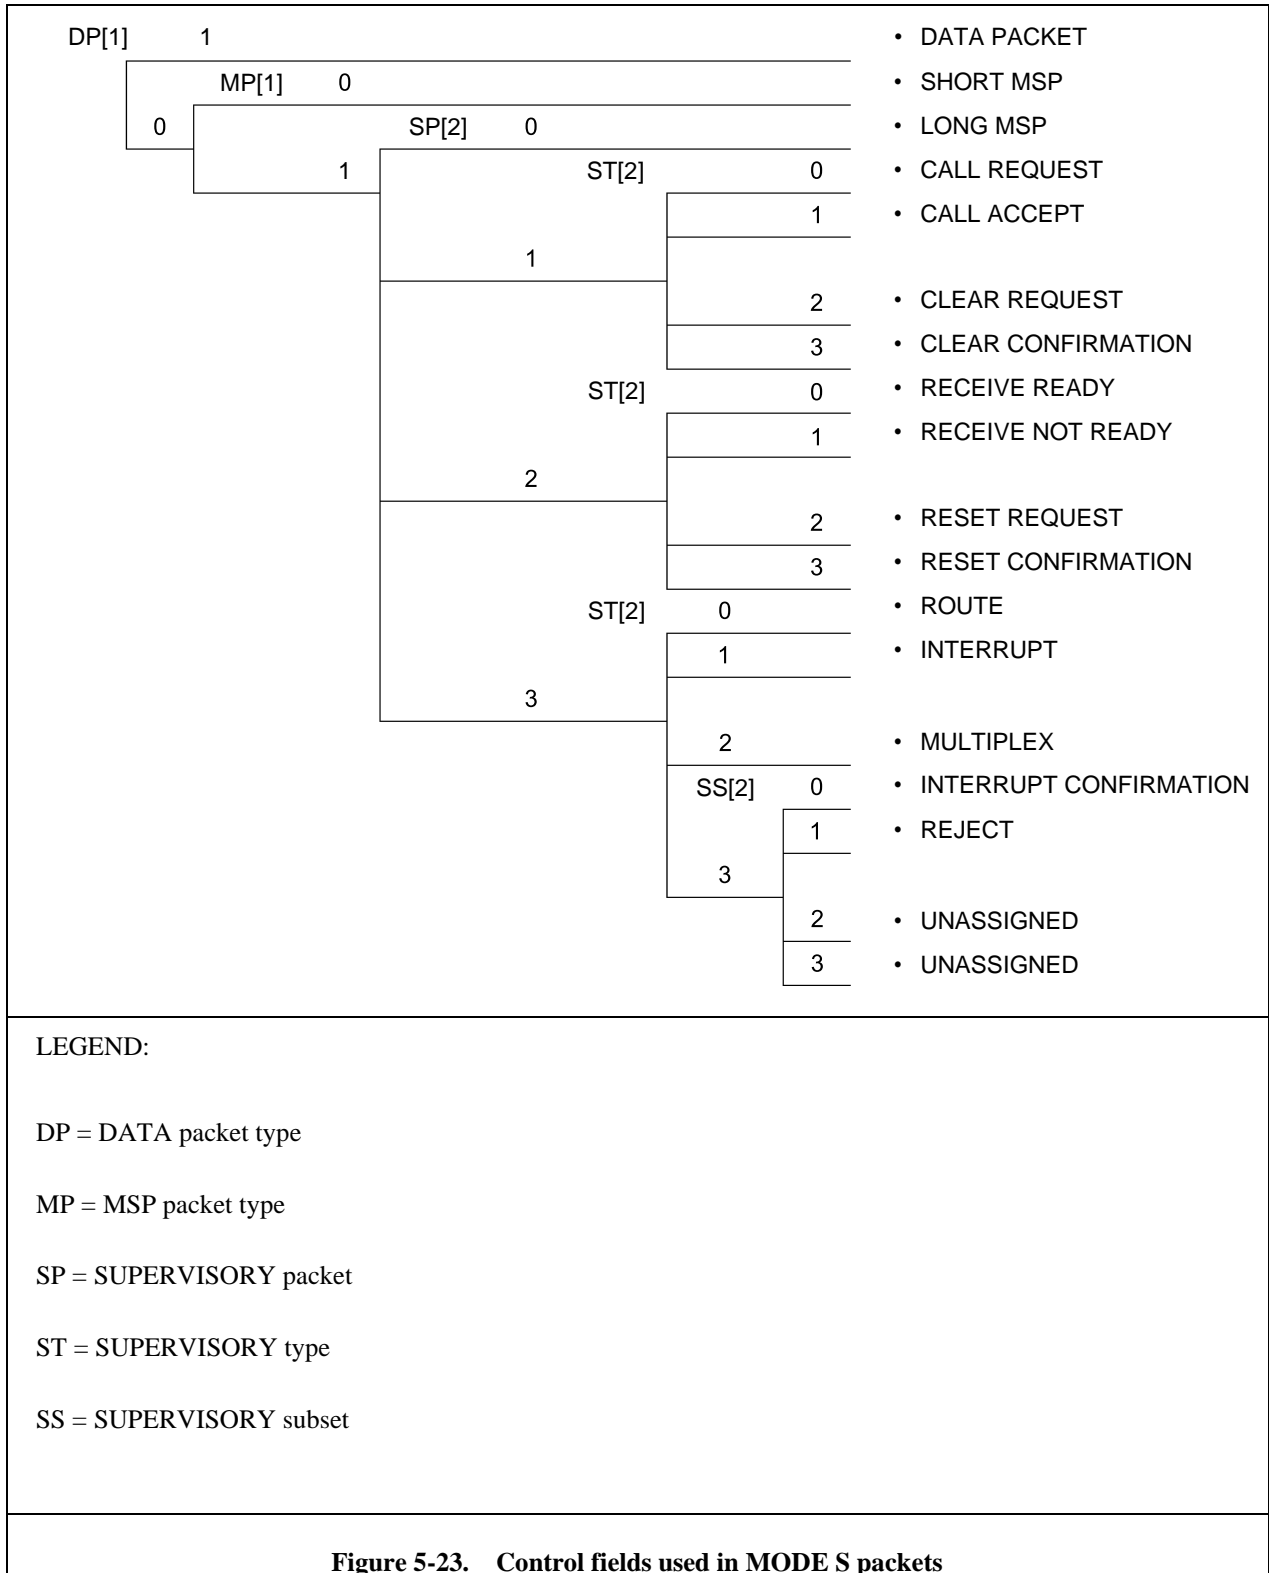 DP[1] 1 • DATA PACKET
MP[1] 0 • SHORT MSP
0 SP[2] 0 • LONG MSP
1 ST[2] 0 • CALL REQUEST
1 • CALL ACCEPT
1
2 • CLEAR REQUEST
3 • CLEAR CONFIRMATION
ST[2] 0 • RECEIVE READY
1 • RECEIVE NOT READY
2
2 • RESET REQUEST
3 • RESET CONFIRMATION
ST[2] 0 • ROUTE
1 • INTERRUPT
3
2 • MULTIPLEX
SS[2] 0 • INTERRUPT CONFIRMATION
1 • REJECT
3
2 • UNASSIGNED
3 • UNASSIGNED
LEGEND:
DP = DATA packet type
MP = MSP packet type
SP = SUPERVISORY packet
ST = SUPERVISORY type
SS = SUPERVISORY subset
Figure 5-23. Control fields used in MODE S packets